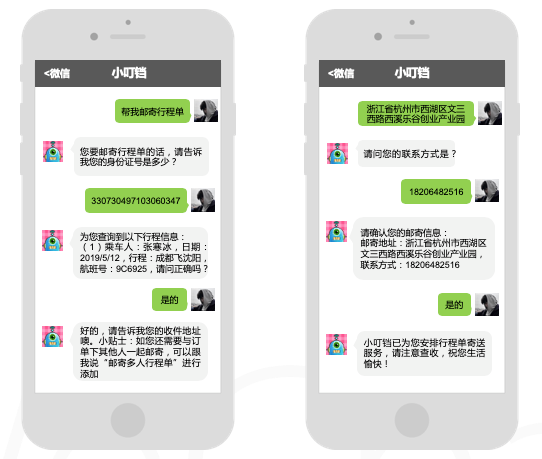 <微信
小叮铛
帮我邮寄行程单
您要邮寄行程单的话，请告诉
我您的身份证号是多少？
330730497103060347
为您查询到以下行程信息：
（1）乘车人：张寒冰，日期：
2019/5/12，行程：成都飞沈阳，
航班号：9C6925，请问正确吗？
是的
好的，请告诉我您的收件地址
噢。小贴士：如您还需要与订
单下其他人一起邮寄，可以跟
我说“邮寄多人行程单”进行
添加
<微信
小叮铛
浙江省杭州市西湖区文三
西路西溪乐谷创业产业园
请问您的联系方式是？
18206482516
请确认您的邮寄信息：
邮寄地址：浙江省杭州市西湖区
文三西路西溪乐谷创业产业园，
联系方式：18206482516
是的
小叮铛已为您安排行程单寄送
服务，请注意查收，祝您生活
愉快！